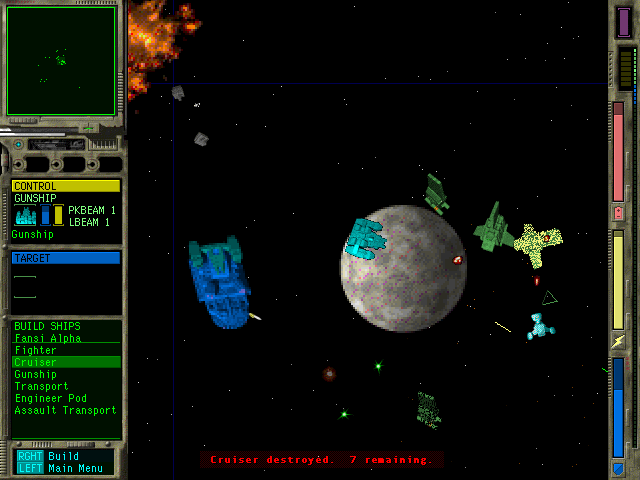 CONTROL
GUNSHIP
PKBEAM 1
LBEAM 1
Gunship
TARGET
BUILD SHIPS
Fansi Alpha
Fighter
Cruiser
Gunship
Transport
Engineer Pod
Assault Transport
RGHT Build
LEFT Main Menu
Cruiser destroyed. 7 remaining.